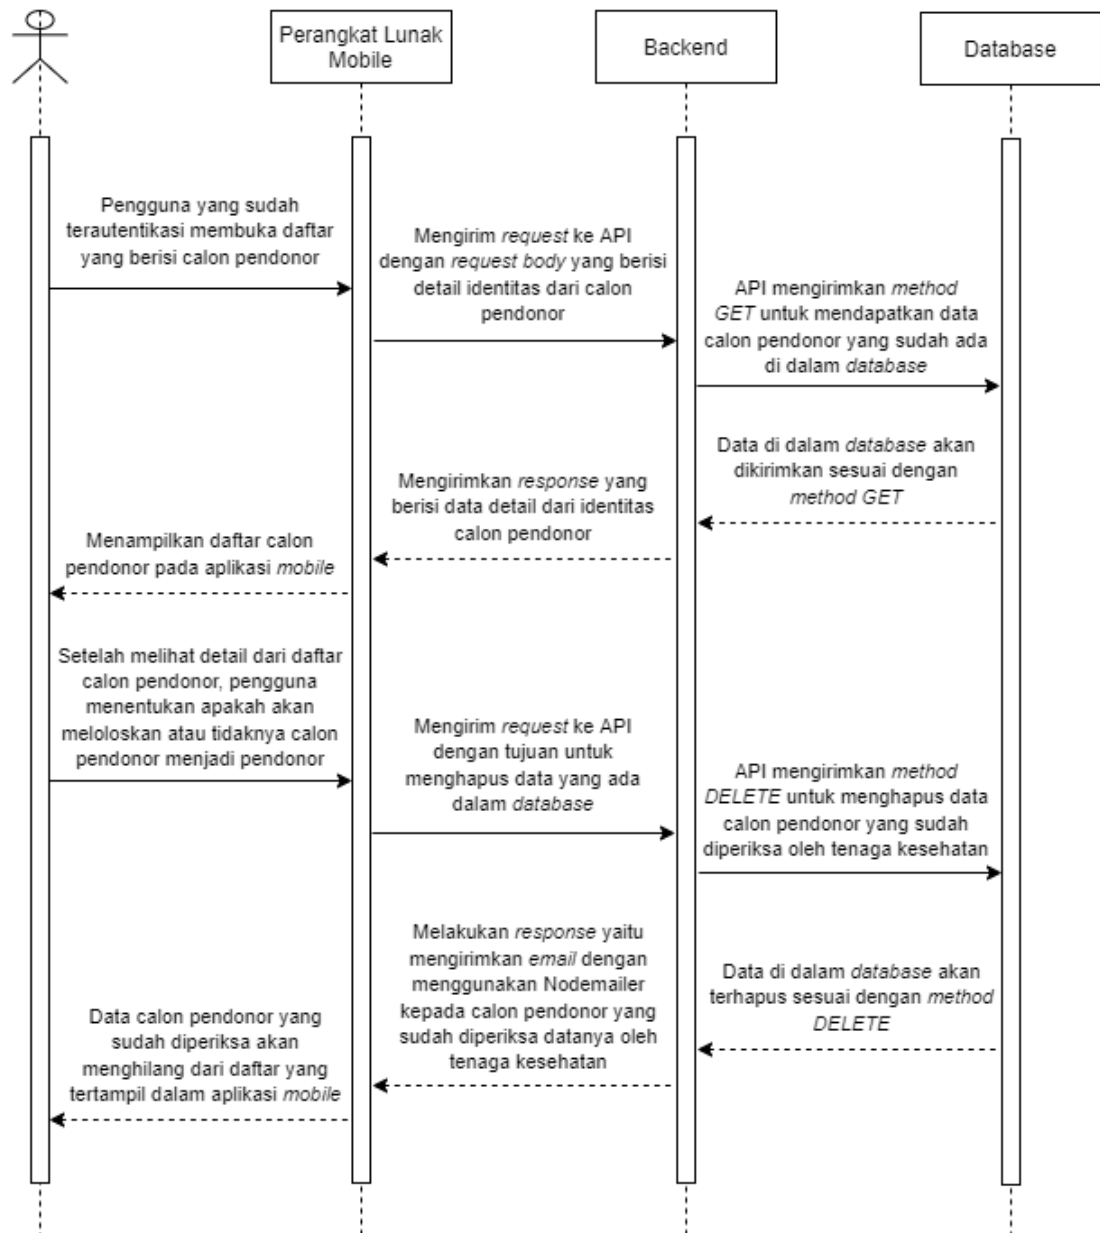 Perangkat Lunak
Mobile
Backend
Database
Pengguna yang sudah
terautentikasi membuka daftar
yang berisi calon pendonor
Mengirim request ke API
dengan request body yang berisi
detail identitas dari calon
pendonor
API mengirimkan method
GET untuk mendapatkan data
calon pendonor yang sudah ada
di dalam database
Data di dalam database akan
dikirimkan sesuai dengan
method GET
Mengirimkan response yang
berisi data detail dari identitas
calon pendonor
Menampilkan daftar calon
pendonor pada aplikasi mobile
Setelah melihat detail dari daftar
calon pendonor, pengguna
menentukan apakah akan
meloloskan atau tidaknya calon
pendonor menjadi pendonor
Mengirim request ke API
dengan tujuan untuk
menghapus data yang ada
dalam database
API mengirimkan method
DELETE untuk menghapus data
calon pendonor yang sudah
diperiksa oleh tenaga kesehatan
Data di dalam database akan
terhapus sesuai dengan method
DELETE
Melakukan response yaitu
mengirimkan email dengan
menggunakan Nodemailer
kepada calon pendonor yang
sudah diperiksa datanya oleh
tenaga kesehatan
Data calon pendonor yang
sudah diperiksa akan
menghilang dari daftar yang
tertampil dalam aplikasi mobile